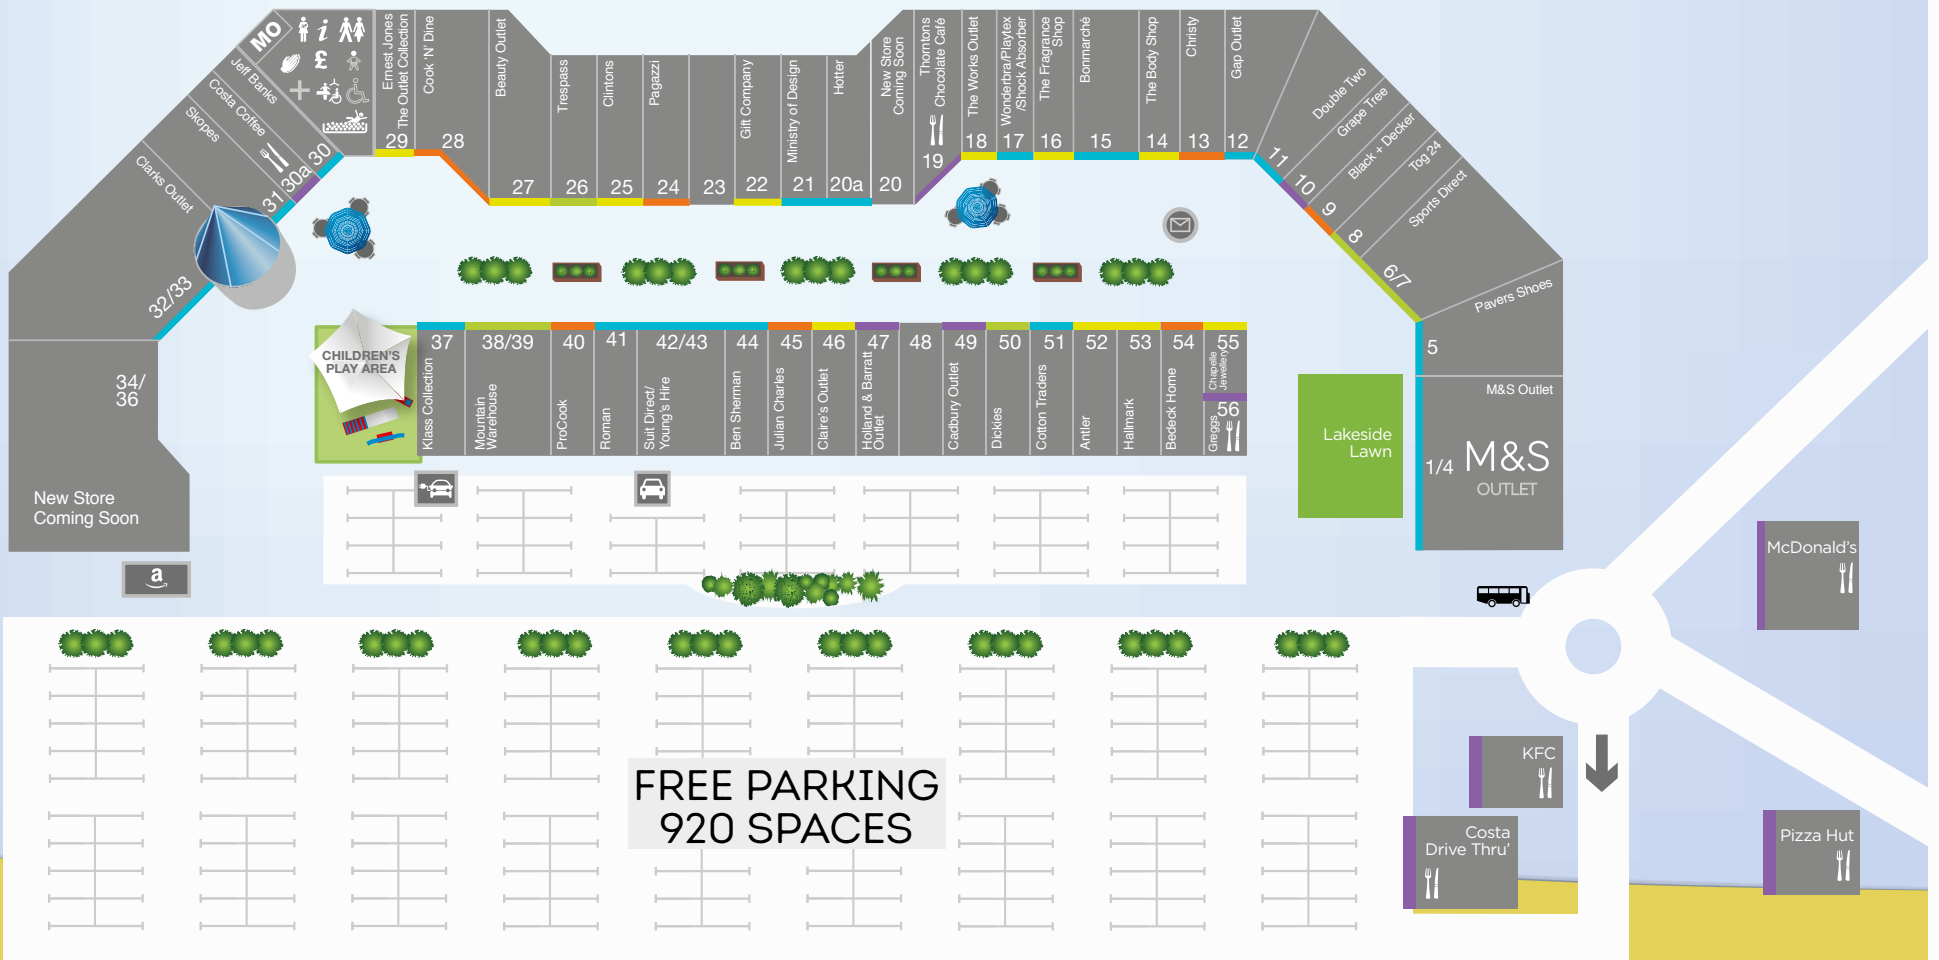 MO
i
£
Jeff Banks
Costa Coffee
Skopes
Clarks Outlet
30
30a
31
32/33
34/
36
New Store
Coming Soon
a
Ernest Jones
The Outlet Collection
29
Cook 'N' Dine
28
Beauty Outlet
27
Trespass
26
Clintons
25
Pagazzi
24
23
Gift Company
22
Ministry of Design
21
Hotter
20a
New Store
Coming Soon
20
Thorntons
Chocolate Café
19
The Works Outlet
18
Wonderbra/Playtex
/Shock Absorber
17
The Fragrance
Shop
16
Bonmarché
15
The Body Shop
14
Christy
13
Gap Outlet
12
Double Two
11
Grape Tree
10
Black + Decker
9
Tog 24
8
Sports Direct
6/7
Pavers Shoes
5
M&S Outlet
1/4
M&S
OUTLET
Lakeside
Lawn
CHILDREN'S
PLAY AREA
37
Klass Collection
38/39
Mountain
Warehouse
40
ProCook
41
Roman
42/43
Suit Direct/
Young's Hire
44
Ben Sherman
45
Julian Charles
46
Claire's Outlet
47
Holland & Barratt
Outlet
48
49
Cadbury Outlet
50
Dickies
51
Cotton Traders
52
Antler
53
Hallmark
54
Bedeck Home
55
Chapelle
Jewellery
56
Greggs
McDonald's
KFC
Costa
Drive Thru'
Pizza Hut
FREE PARKING
920 SPACES